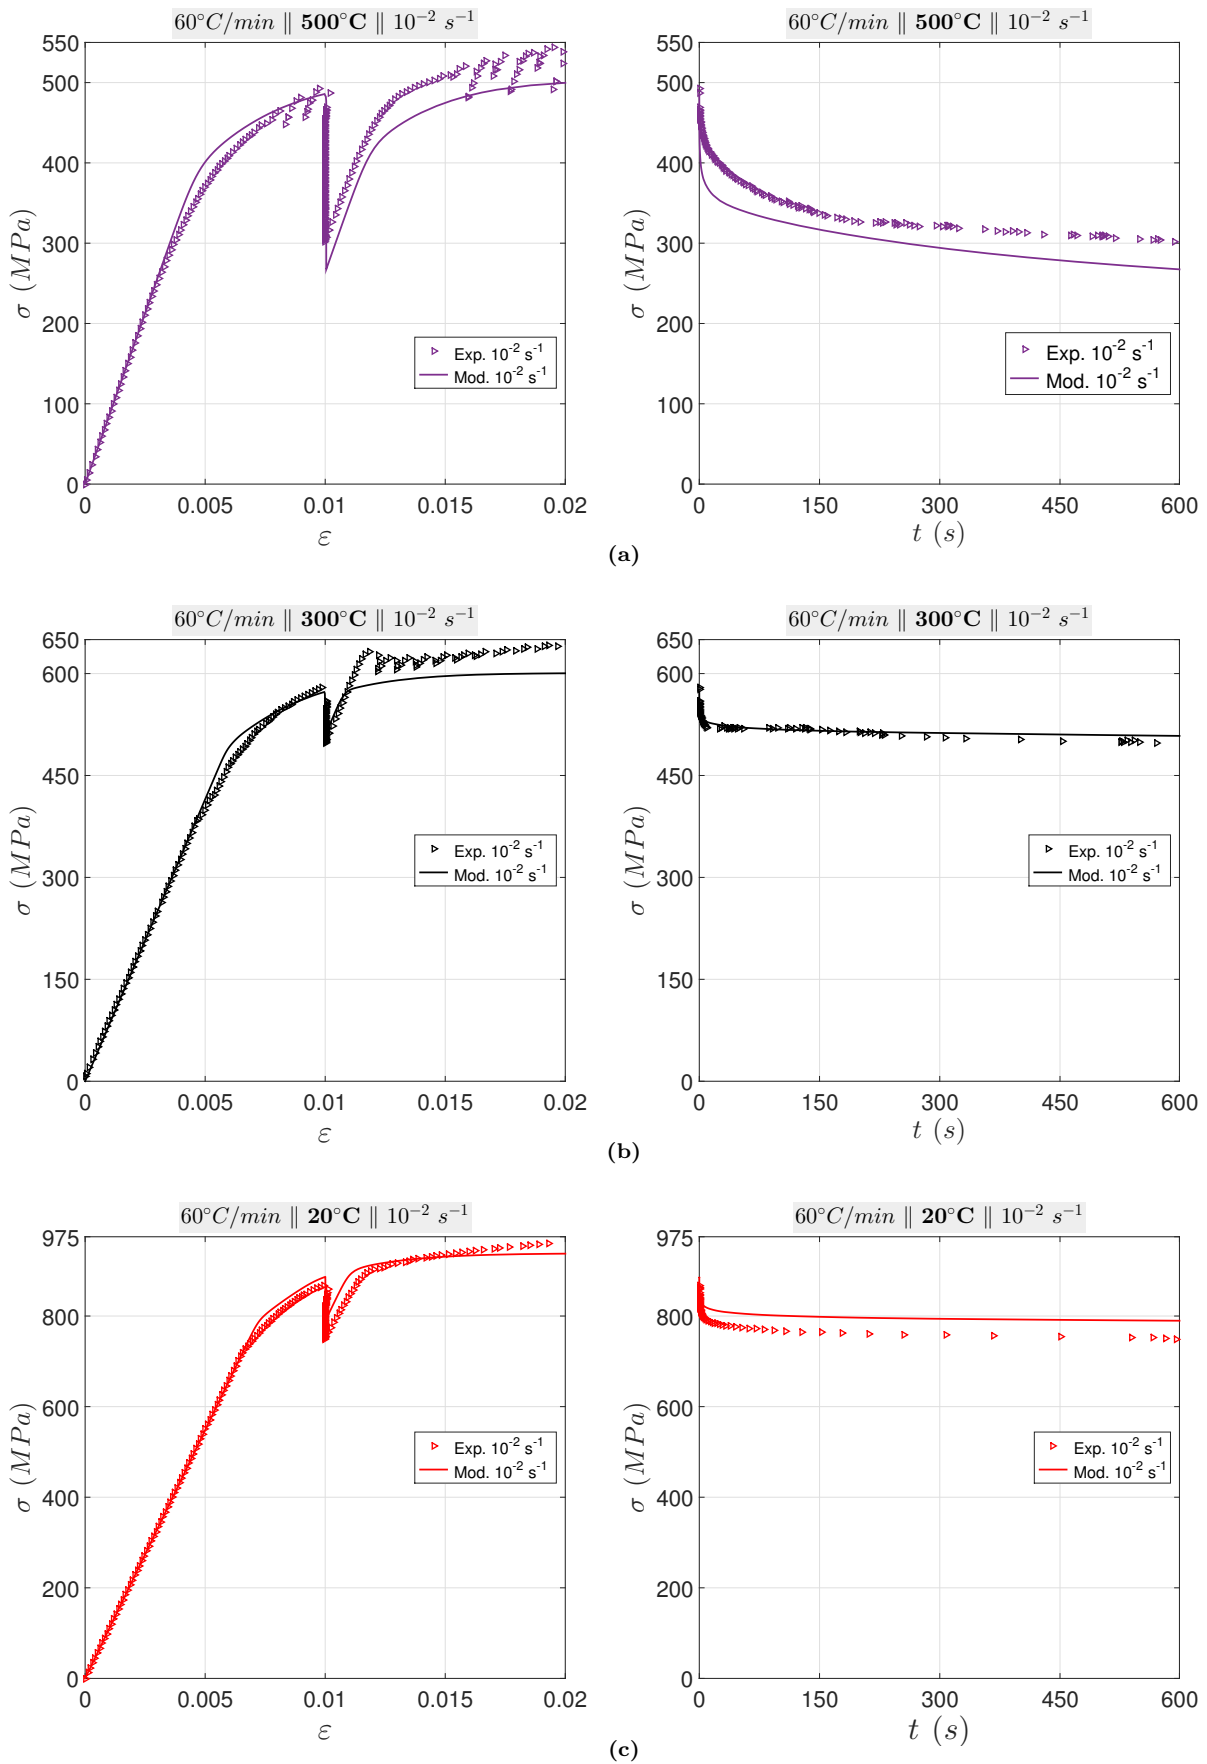 60°C/min ∥ 500°C ∥ 10⁻² s⁻¹
550
500
400
300
200
100
0
σ (MPa)
0 0.005 0.01 0.015 0.02
ε
Exp. 10⁻² s⁻¹
Mod. 10⁻² s⁻¹
60°C/min ∥ 500°C ∥ 10⁻² s⁻¹
550
500
400
300
200
100
0
σ (MPa)
0 150 300 450 600
t (s)
Exp. 10⁻² s⁻¹
Mod. 10⁻² s⁻¹
(a)
60°C/min ∥ 300°C ∥ 10⁻² s⁻¹
650
600
450
300
150
0
σ (MPa)
0 0.005 0.01 0.015 0.02
ε
Exp. 10⁻² s⁻¹
Mod. 10⁻² s⁻¹
60°C/min ∥ 300°C ∥ 10⁻² s⁻¹
650
600
450
300
150
0
σ (MPa)
0 150 300 450 600
t (s)
Exp. 10⁻² s⁻¹
Mod. 10⁻² s⁻¹
(b)
60°C/min ∥ 20°C ∥ 10⁻² s⁻¹
975
800
600
400
200
0
σ (MPa)
0 0.005 0.01 0.015 0.02
ε
Exp. 10⁻² s⁻¹
Mod. 10⁻² s⁻¹
60°C/min ∥ 20°C ∥ 10⁻² s⁻¹
975
800
600
400
200
0
σ (MPa)
0 150 300 450 600
t (s)
Exp. 10⁻² s⁻¹
Mod. 10⁻² s⁻¹
(c)